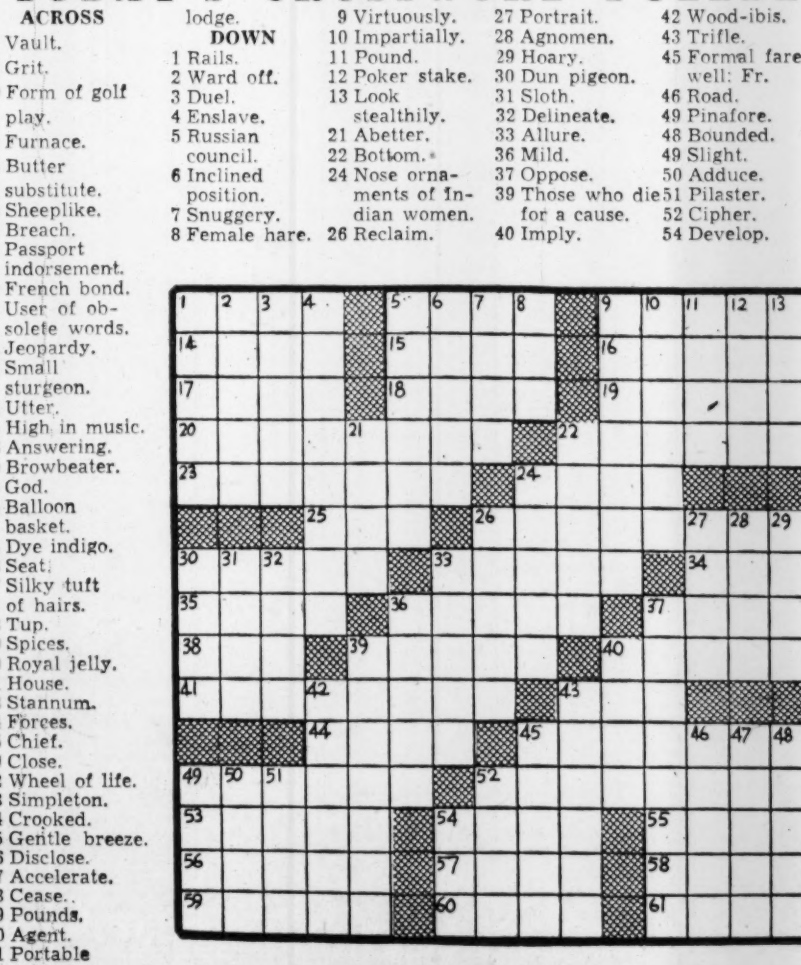 ACROSS
Vault.
Grit.
Form of golf
play.
Furnace.
Butter
substitute.
Sheeplike.
Breach.
Passport
indorsement.
French bond.
User of ob-
solete words.
Jeopardy.
Small
sturgeon.
Utter.
High in music.
Answering.
Browbeater.
God.
Balloon
basket.
Dye indigo.
Seat.
Silky tuft
of hairs.
Tup.
Spices.
Royal jelly.
House.
Stannum.
Forces.
Chief.
Close.
Wheel of life.
Simpleton.
Crooked.
Gentle breeze.
Disclose.
Accelerate.
Cease.
Pounds.
Agent.
Portable
lodge.
DOWN
1 Rails.
2 Ward off.
3 Duel.
4 Enslave.
5 Russian
council.
6 Inclined
position.
7 Snuggery.
8 Female hare.
9 Virtuously.
10 Impartially.
11 Pound.
12 Poker stake.
13 Look
stealthily.
21 Abetter.
22 Bottom.
24 Nose orna-
ments of In-
dian women.
26 Reclaim.
27 Portrait.
28 Agnomen.
29 Hoary.
30 Dun pigeon.
31 Sloth.
32 Delineate.
33 Allure.
36 Mild.
37 Oppose.
39 Those who die
for a cause.
40 Imply.
42 Wood-ibis.
43 Trifle.
45 Formal fare
well: Fr.
46 Road.
49 Pinafore.
48 Bounded.
49 Slight.
50 Adduce.
51 Pilaster.
52 Cipher.
54 Develop.
1 2 3 4 5 6 7 8 9 10 11 12 13
14 15 16
17 18 19
20 21 22
23 24
25 26 27 28 29
30 31 32 33 34
35 36 37
38 39 40
41 42 43
44 45 46 47 48
49 50 51 52
53 54 55
56 57 58
59 60 61